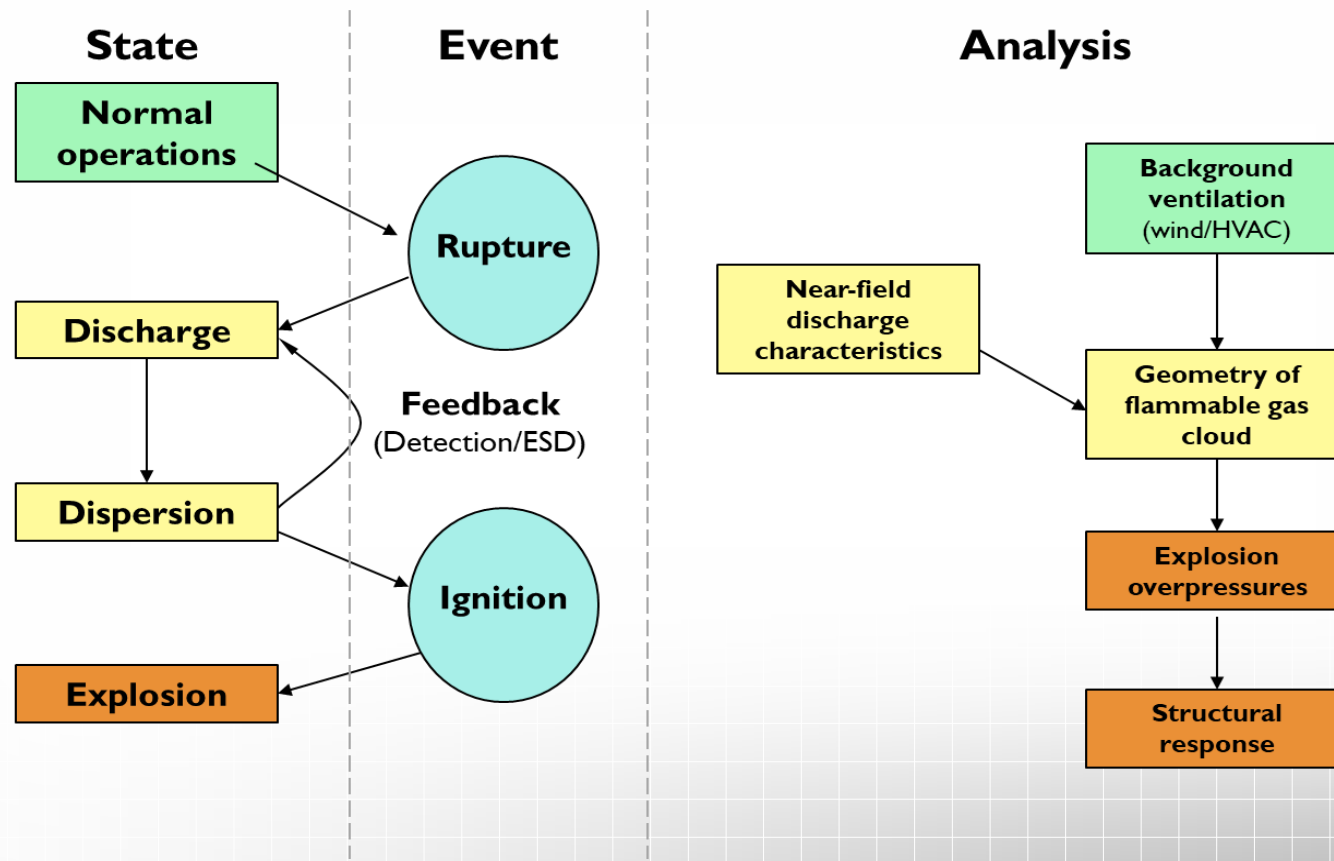 State
Event
Analysis
Normal
operations
Rupture
Discharge
Feedback
(Detection/ESD)
Dispersion
Ignition
Explosion
Background
ventilation
(wind/HVAC)
Near-field
discharge
characteristics
Geometry of
flammable gas
cloud
Explosion
overpressures
Structural
response